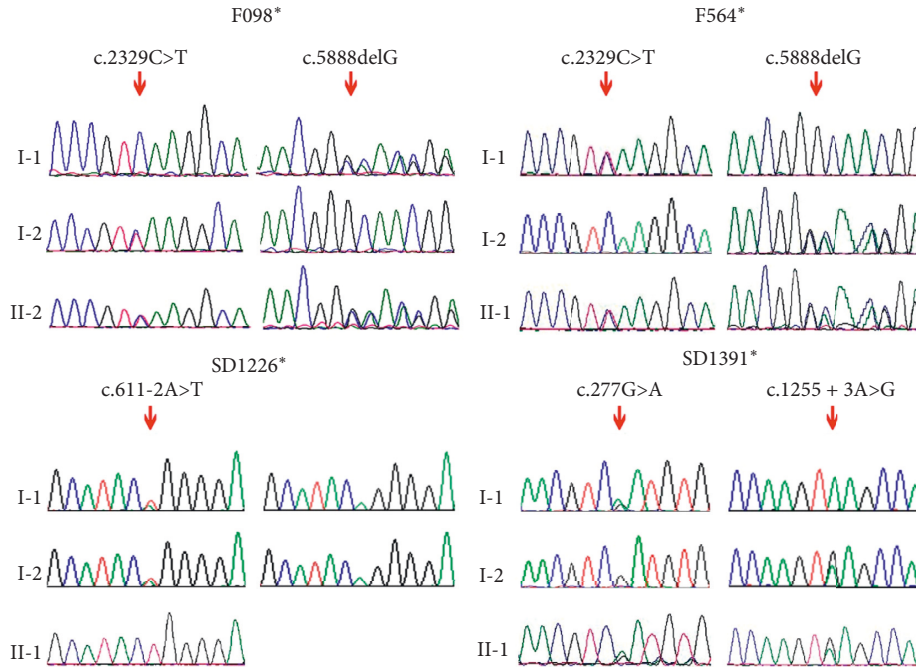 F098*
c.2329C>T
c.5888delG
I-1
I-2
II-2
F564*
c.2329C>T
c.5888delG
I-1
I-2
II-1
SD1226*
c.611-2A>T
I-1
I-2
II-1
SD1391*
c.277G>A
c.1255 + 3A>G
I-1
I-2
II-1